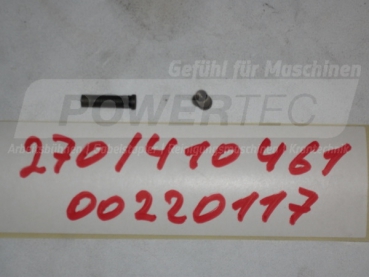 Gefühl für Maschinen
POWERTEC
270/410461
00220117